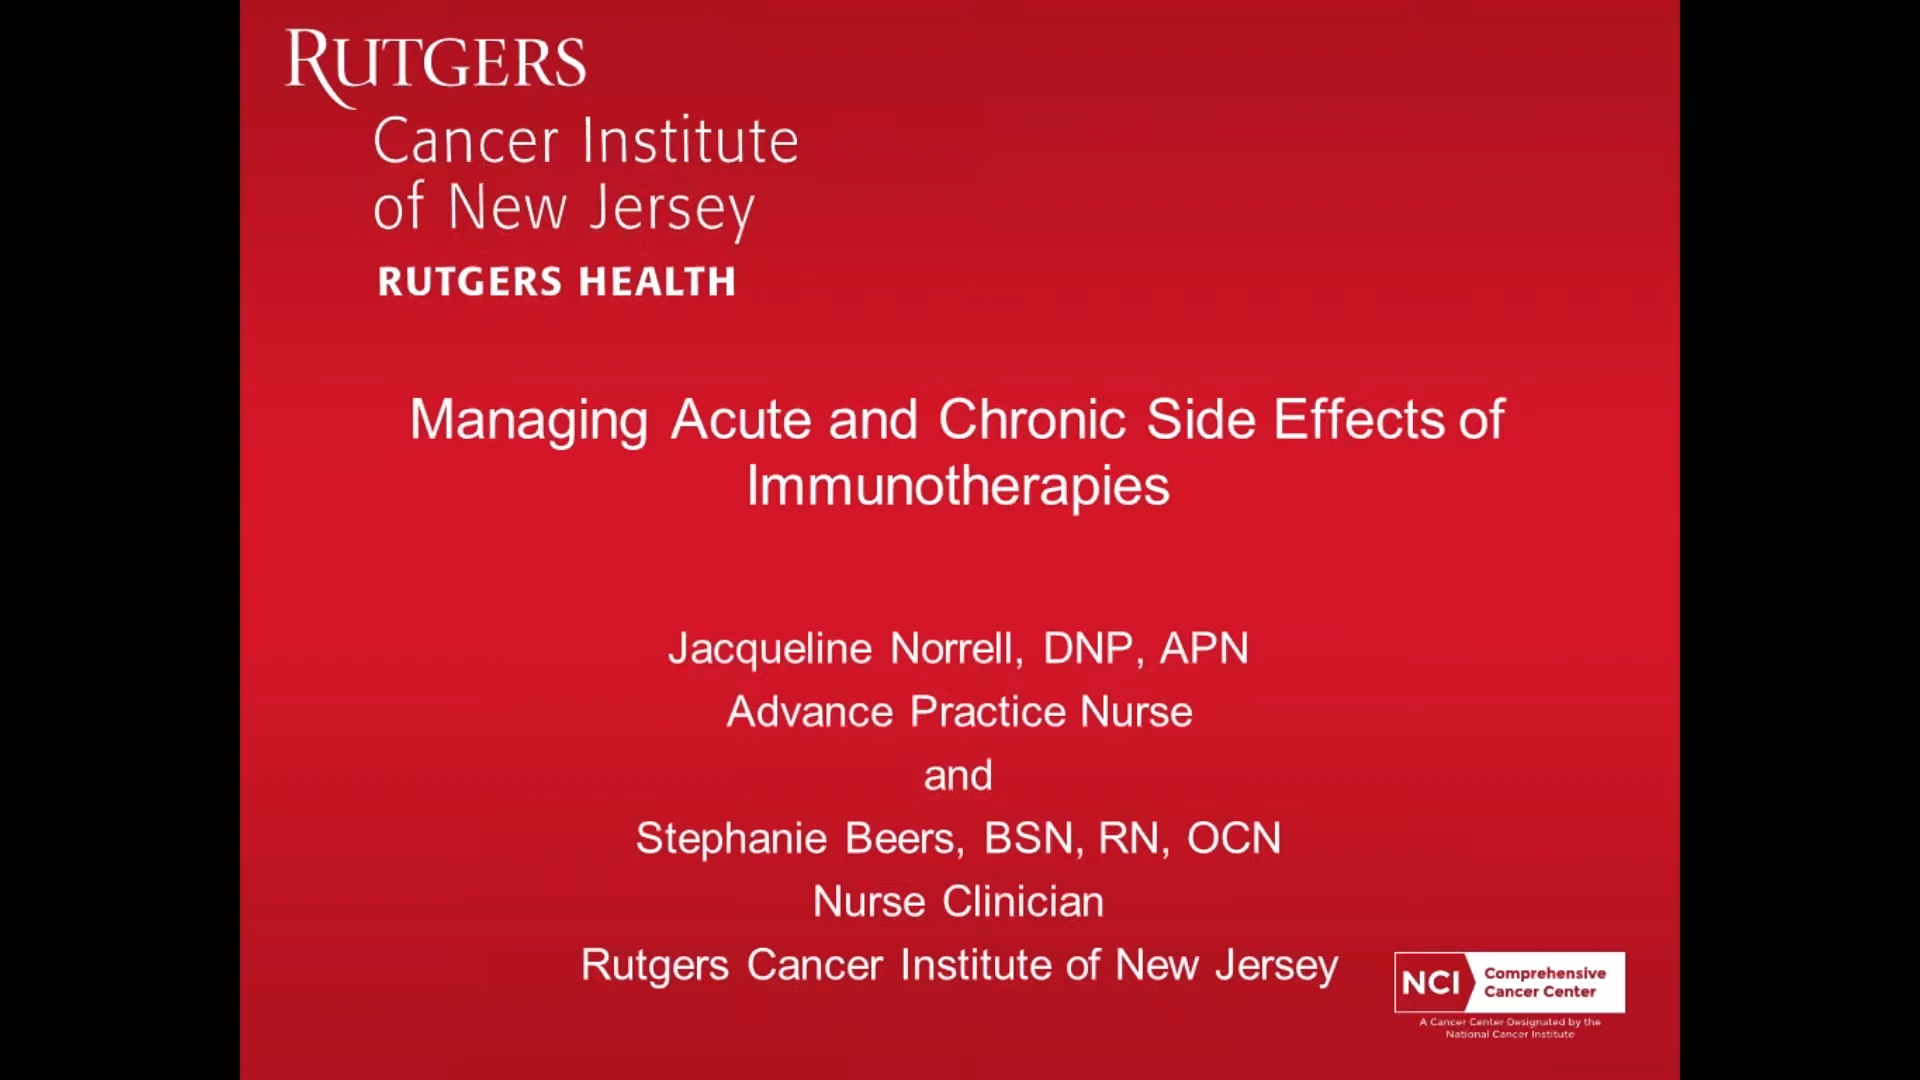 RUTGERS
Cancer Institute
of New Jersey
RUTGERS HEALTH
Managing Acute and Chronic Side Effects of
Immunotherapies
Jacqueline Norrell, DNP, APN
Advance Practice Nurse
and
Stephanie Beers, BSN, RN, OCN
Nurse Clinician
Rutgers Cancer Institute of New Jersey
NCI
Comprehensive
Cancer Center
A Cancer Center Designated by the
National Cancer Institute